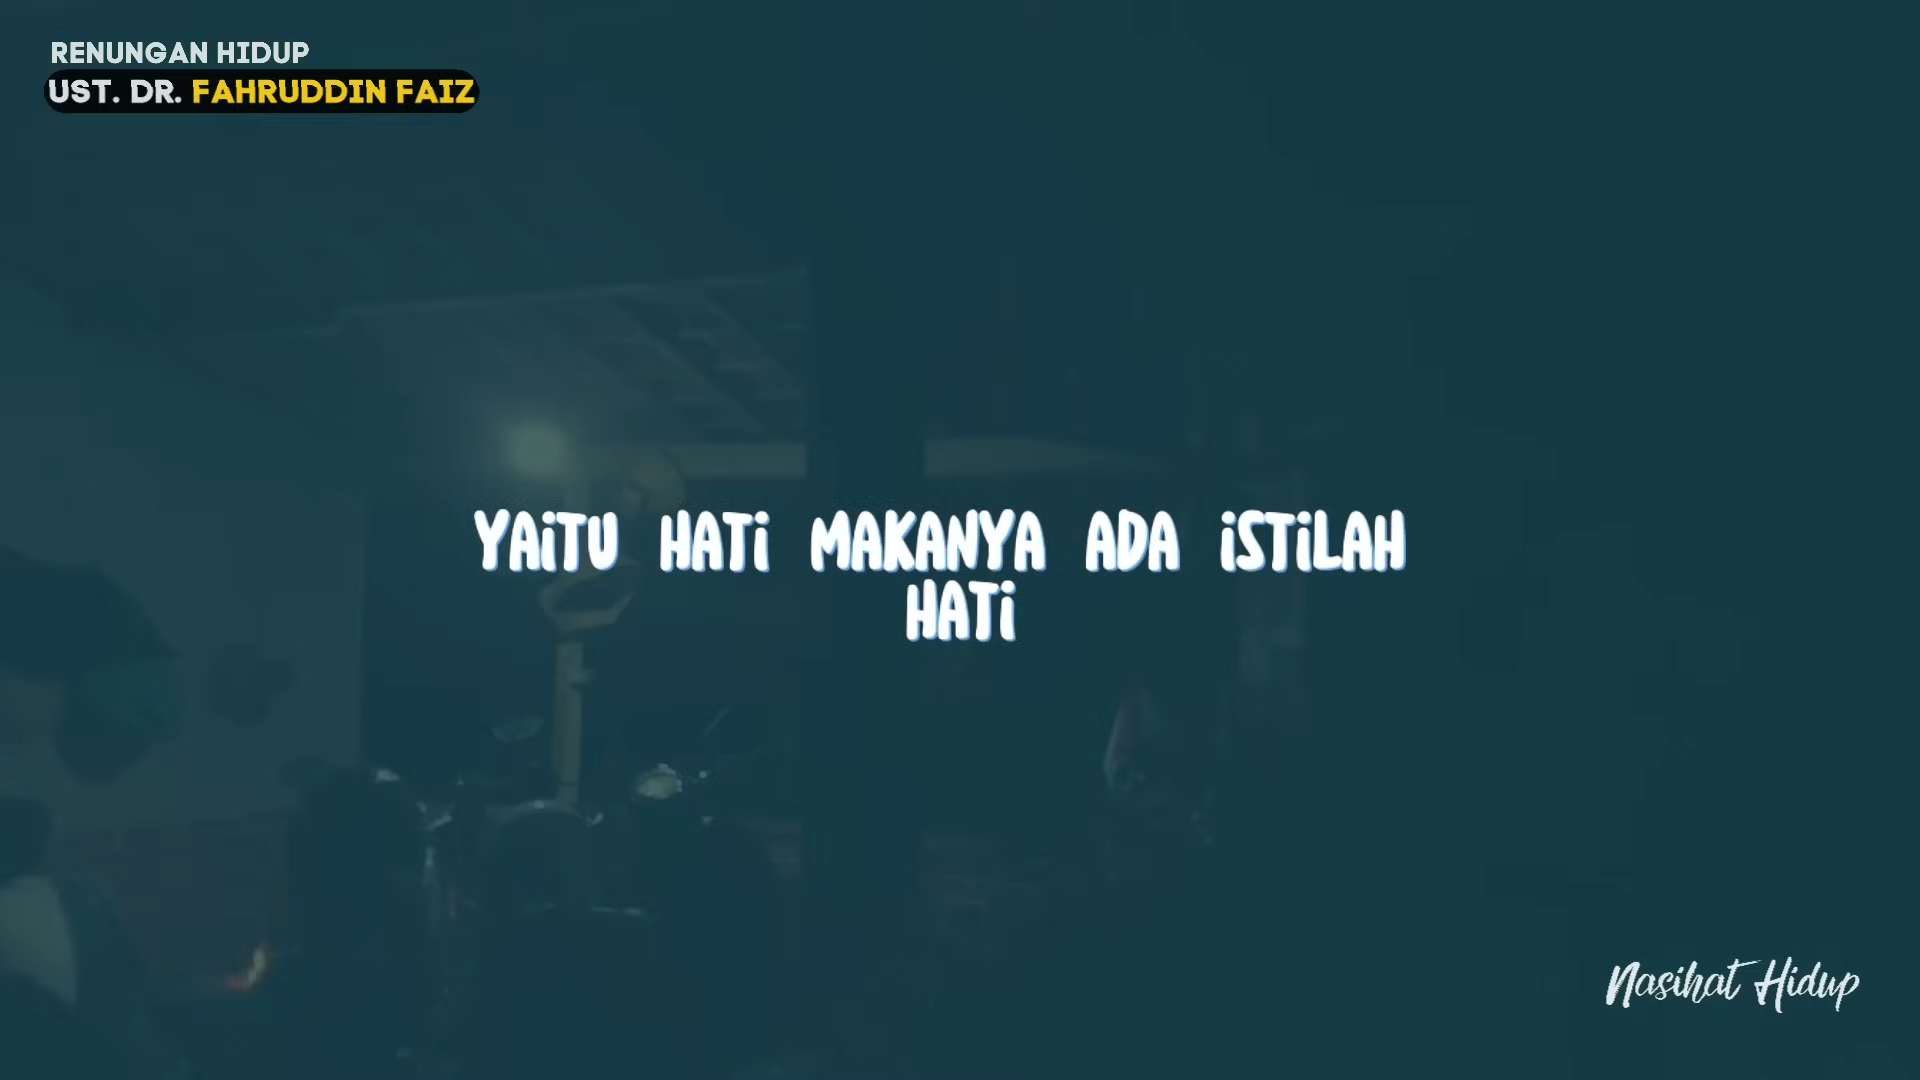 RENUNGAN HIDUP
UST. DR. FAHRUDDIN FAIZ
YAiTU HATi MAKANYA ADA iSTiLAH
HATi
Nasihat Hidup